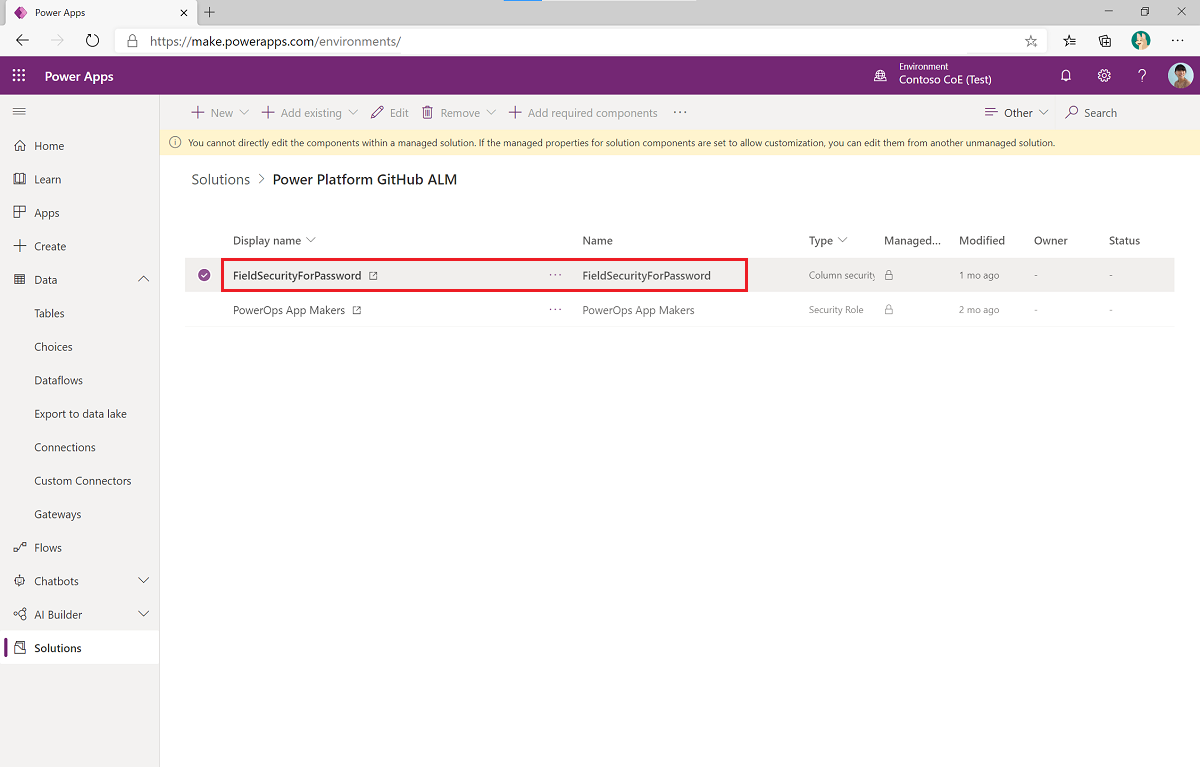 Power Apps
https://make.powerapps.com/environments/
Power Apps
Environment
Contoso CoE (Test)
New Add existing Edit Remove Add required components ··· Other Search
You cannot directly edit the components within a managed solution. If the managed properties for solution components are set to allow customization, you can edit them from another unmanaged solution.
Solutions > Power Platform GitHub ALM
Home
Learn
Apps
Create
Data
Tables
Choices
Dataflows
Export to data lake
Connections
Custom Connectors
Gateways
Flows
Chatbots
AI Builder
Solutions
Display name Name Type Managed... Modified Owner Status
FieldSecurityForPassword ··· FieldSecurityForPassword Column security 1 mo ago - -
PowerOps App Makers ··· PowerOps App Makers Security Role 2 mo ago - -